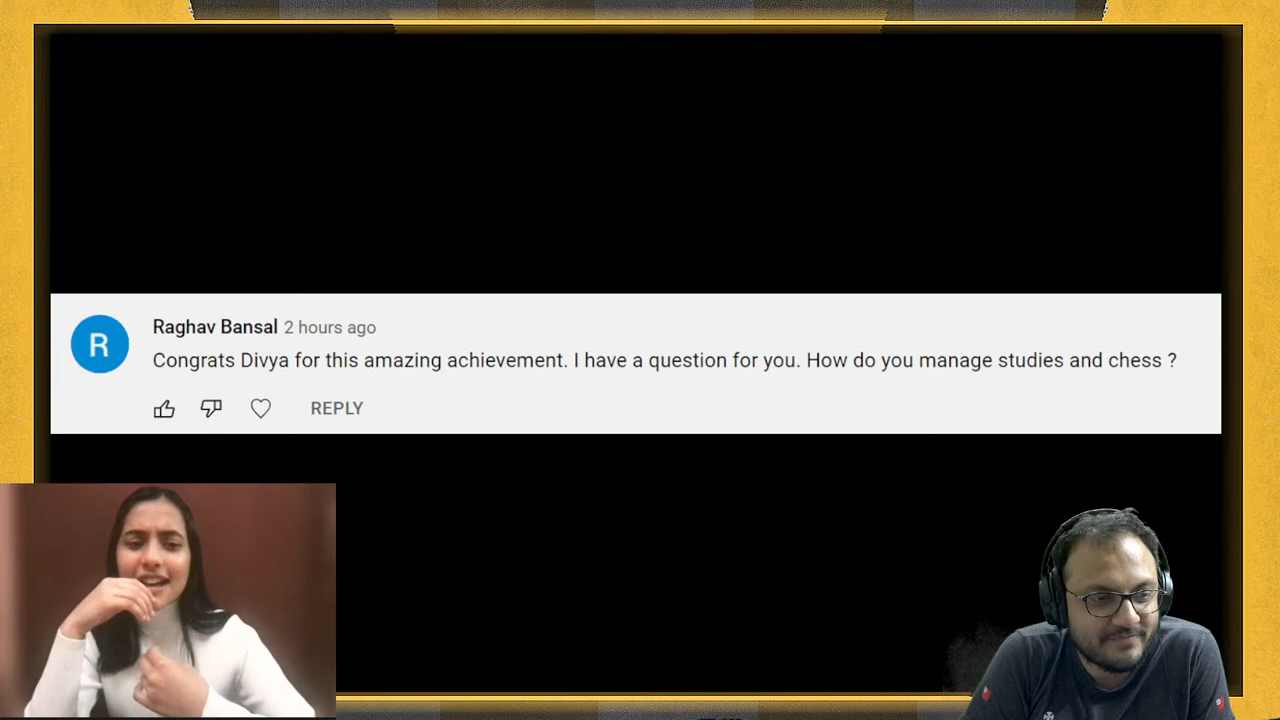 R
Raghav Bansal 2 hours ago
Congrats Divya for this amazing achievement. I have a question for you. How do you manage studies and chess ?
REPLY